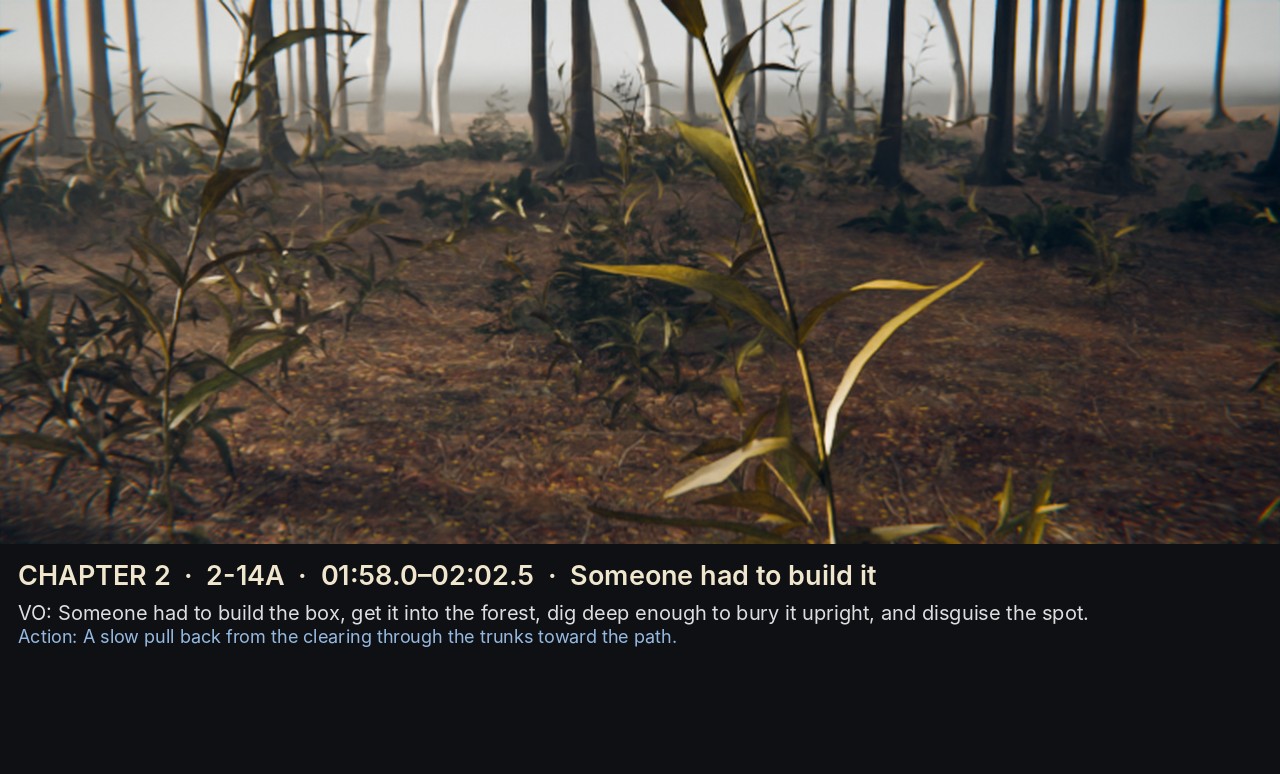 CHAPTER 2 · 2-14A · 01:58.0–02:02.5 · Someone had to build it
VO: Someone had to build the box, get it into the forest, dig deep enough to bury it upright, and disguise the spot.
Action: A slow pull back from the clearing through the trunks toward the path.